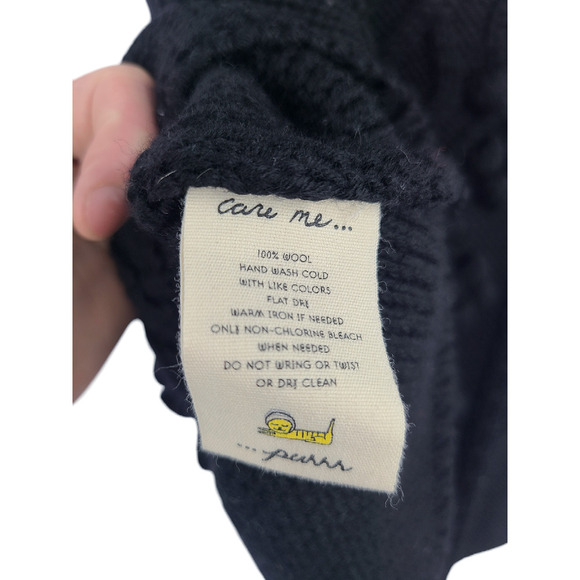 care me...
100% WOOL
HAND WASH COLD
WITH LIKE COLORS
FLAT DRY
WARM IRON IF NEEDED
ONLY NON-CHLORINE BLEACH
WHEN NEEDED
DO NOT WRING OR TWIST
OR DRY CLEAN
... purrr